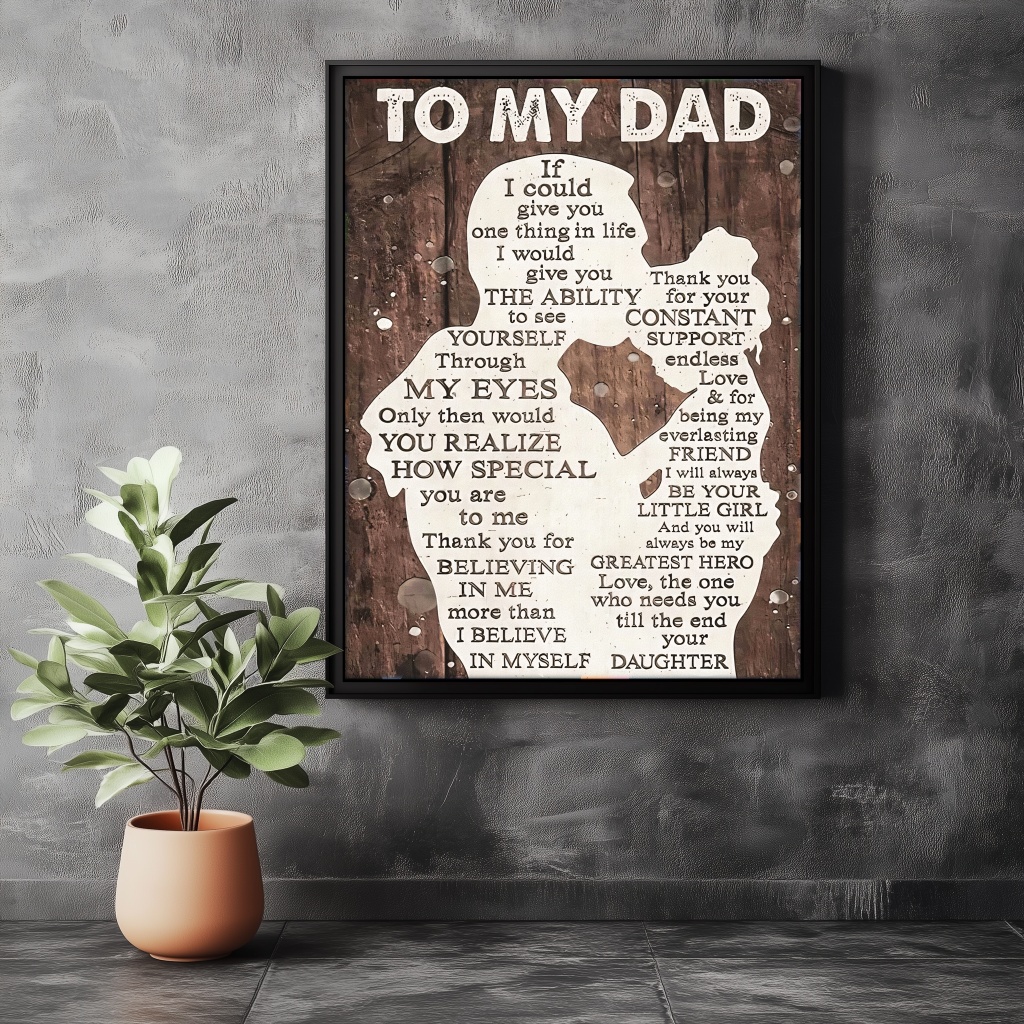 TO MY DAD
If
I could
give you
one thing in life
I would
give you
THE ABILITY
to see
YOURSELF
Through
MY EYES
Only then would
YOU REALIZE
HOW SPECIAL
you are
to me
Thank you for
BELIEVING
IN ME
more than
I BELIEVE
IN MYSELF
Thank you
for your
CONSTANT
SUPPORT
endless
Love
& for
being my
everlasting
FRIEND
I will always
BE YOUR
LITTLE GIRL
And you will
always be my
GREATEST HERO
Love, the one
who needs you
till the end
your
DAUGHTER